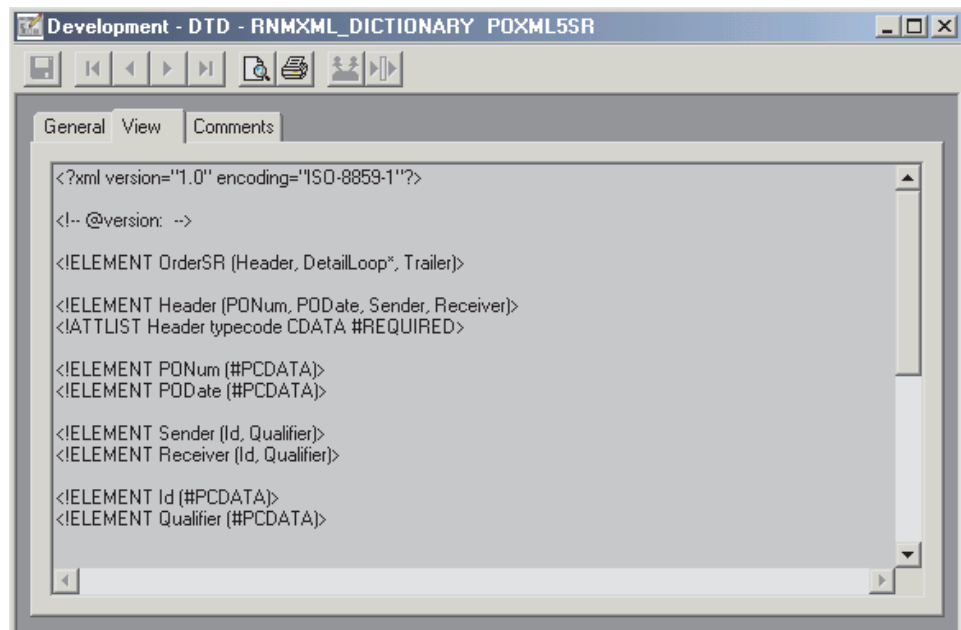 Development - DTD - RNMXML_DICTIONARY POXML5SR
General View Comments
<?xml version="1.0" encoding="ISO-8859-1"?>
<!-- @version:  -->
<!ELEMENT OrderSR (Header, DetailLoop*, Trailer)>
<!ELEMENT Header (PONum, PODate, Sender, Receiver)>
<!ATTLIST Header typecode CDATA #REQUIRED>
<!ELEMENT PONum (#PCDATA)>
<!ELEMENT PODate (#PCDATA)>
<!ELEMENT Sender (Id, Qualifier)>
<!ELEMENT Receiver (Id, Qualifier)>
<!ELEMENT Id (#PCDATA)>
<!ELEMENT Qualifier (#PCDATA)>